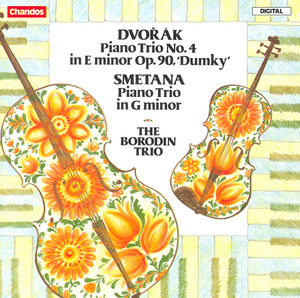 Chandos
DIGITAL
DVOŘÁK
Piano Trio No. 4
in E minor Op. 90, 'Dumky'
SMETANA
Piano Trio
in G minor
THE
BORODIN
TRIO